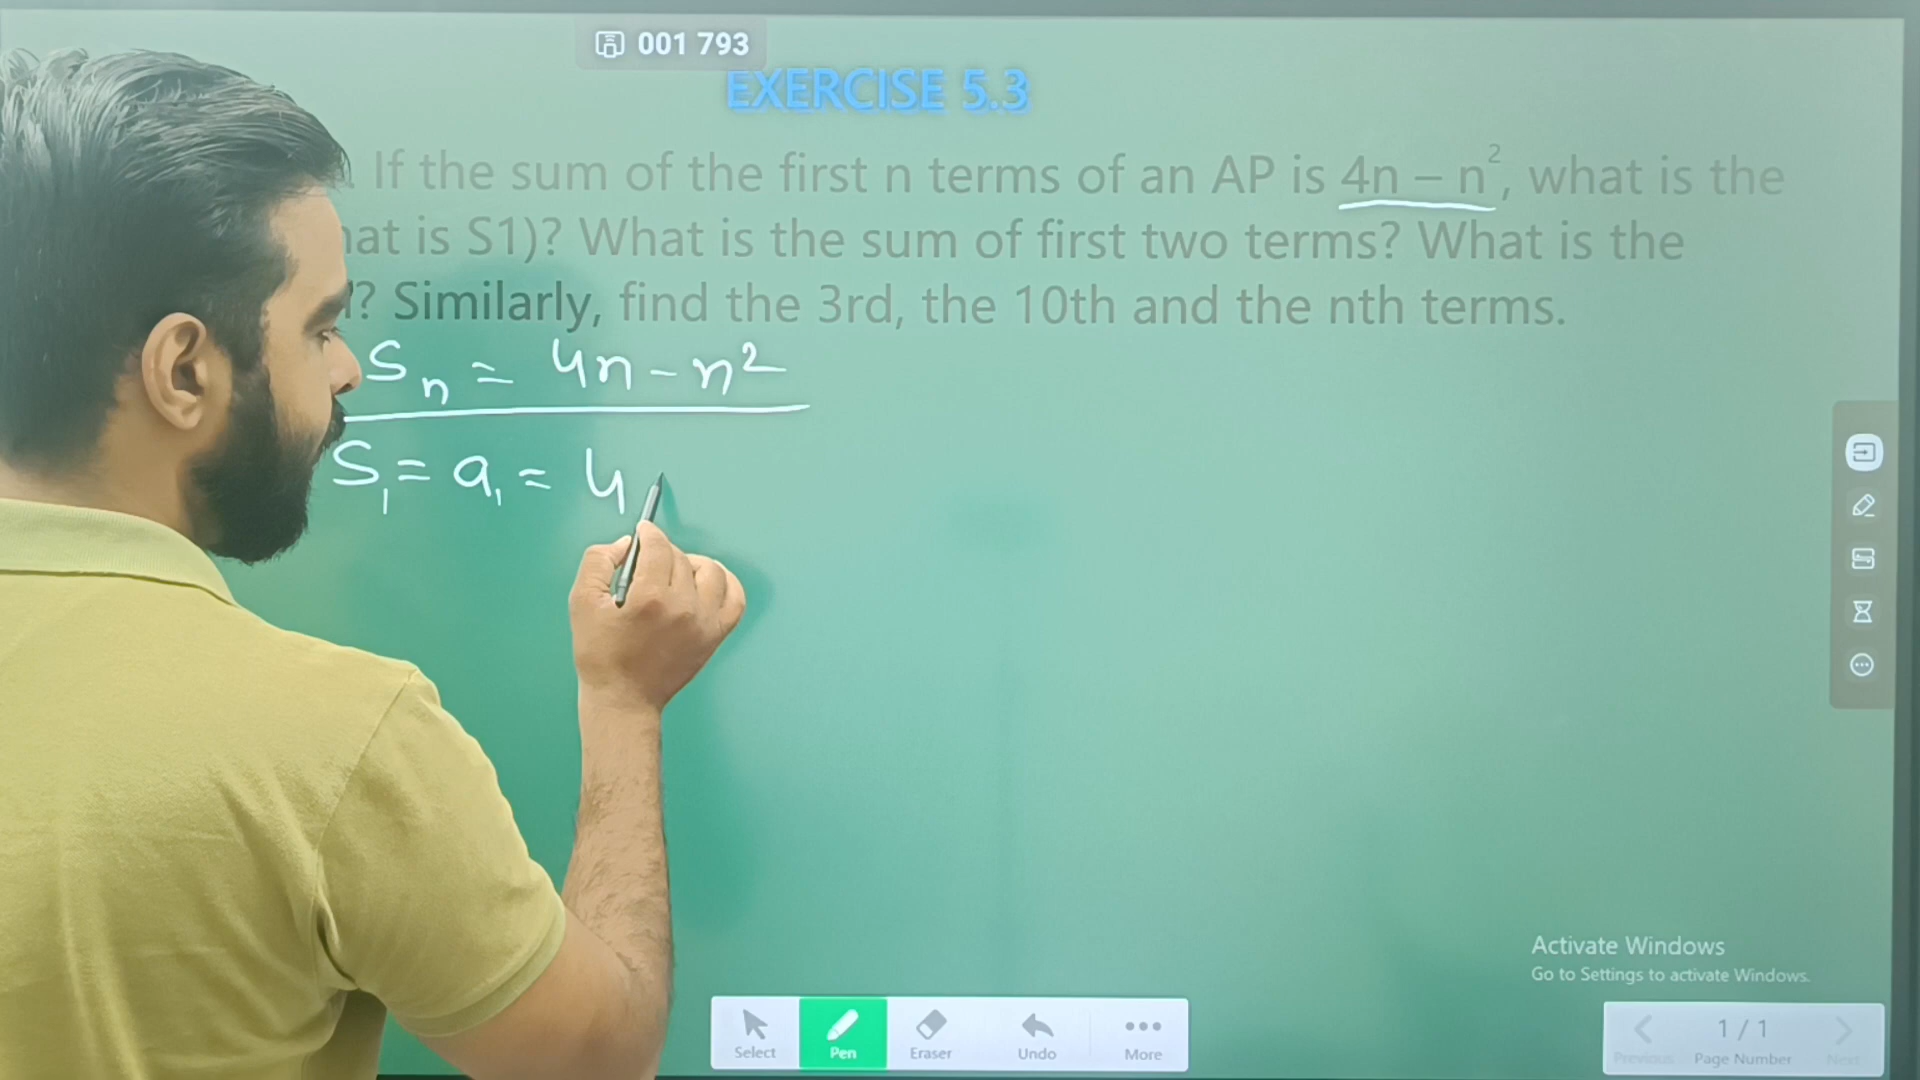 001 793
EXERCISE 5.3
. If the sum of the first n terms of an AP is 4n – n², what is the
hat is S1)? What is the sum of first two terms? What is the
? Similarly, find the 3rd, the 10th and the nth terms.
Sn = 4n - n²
S1 = a1 = 4
Activate Windows
Go to Settings to activate Windows.
Select Pen Eraser Undo More
1 / 1
Previous Page Number Next